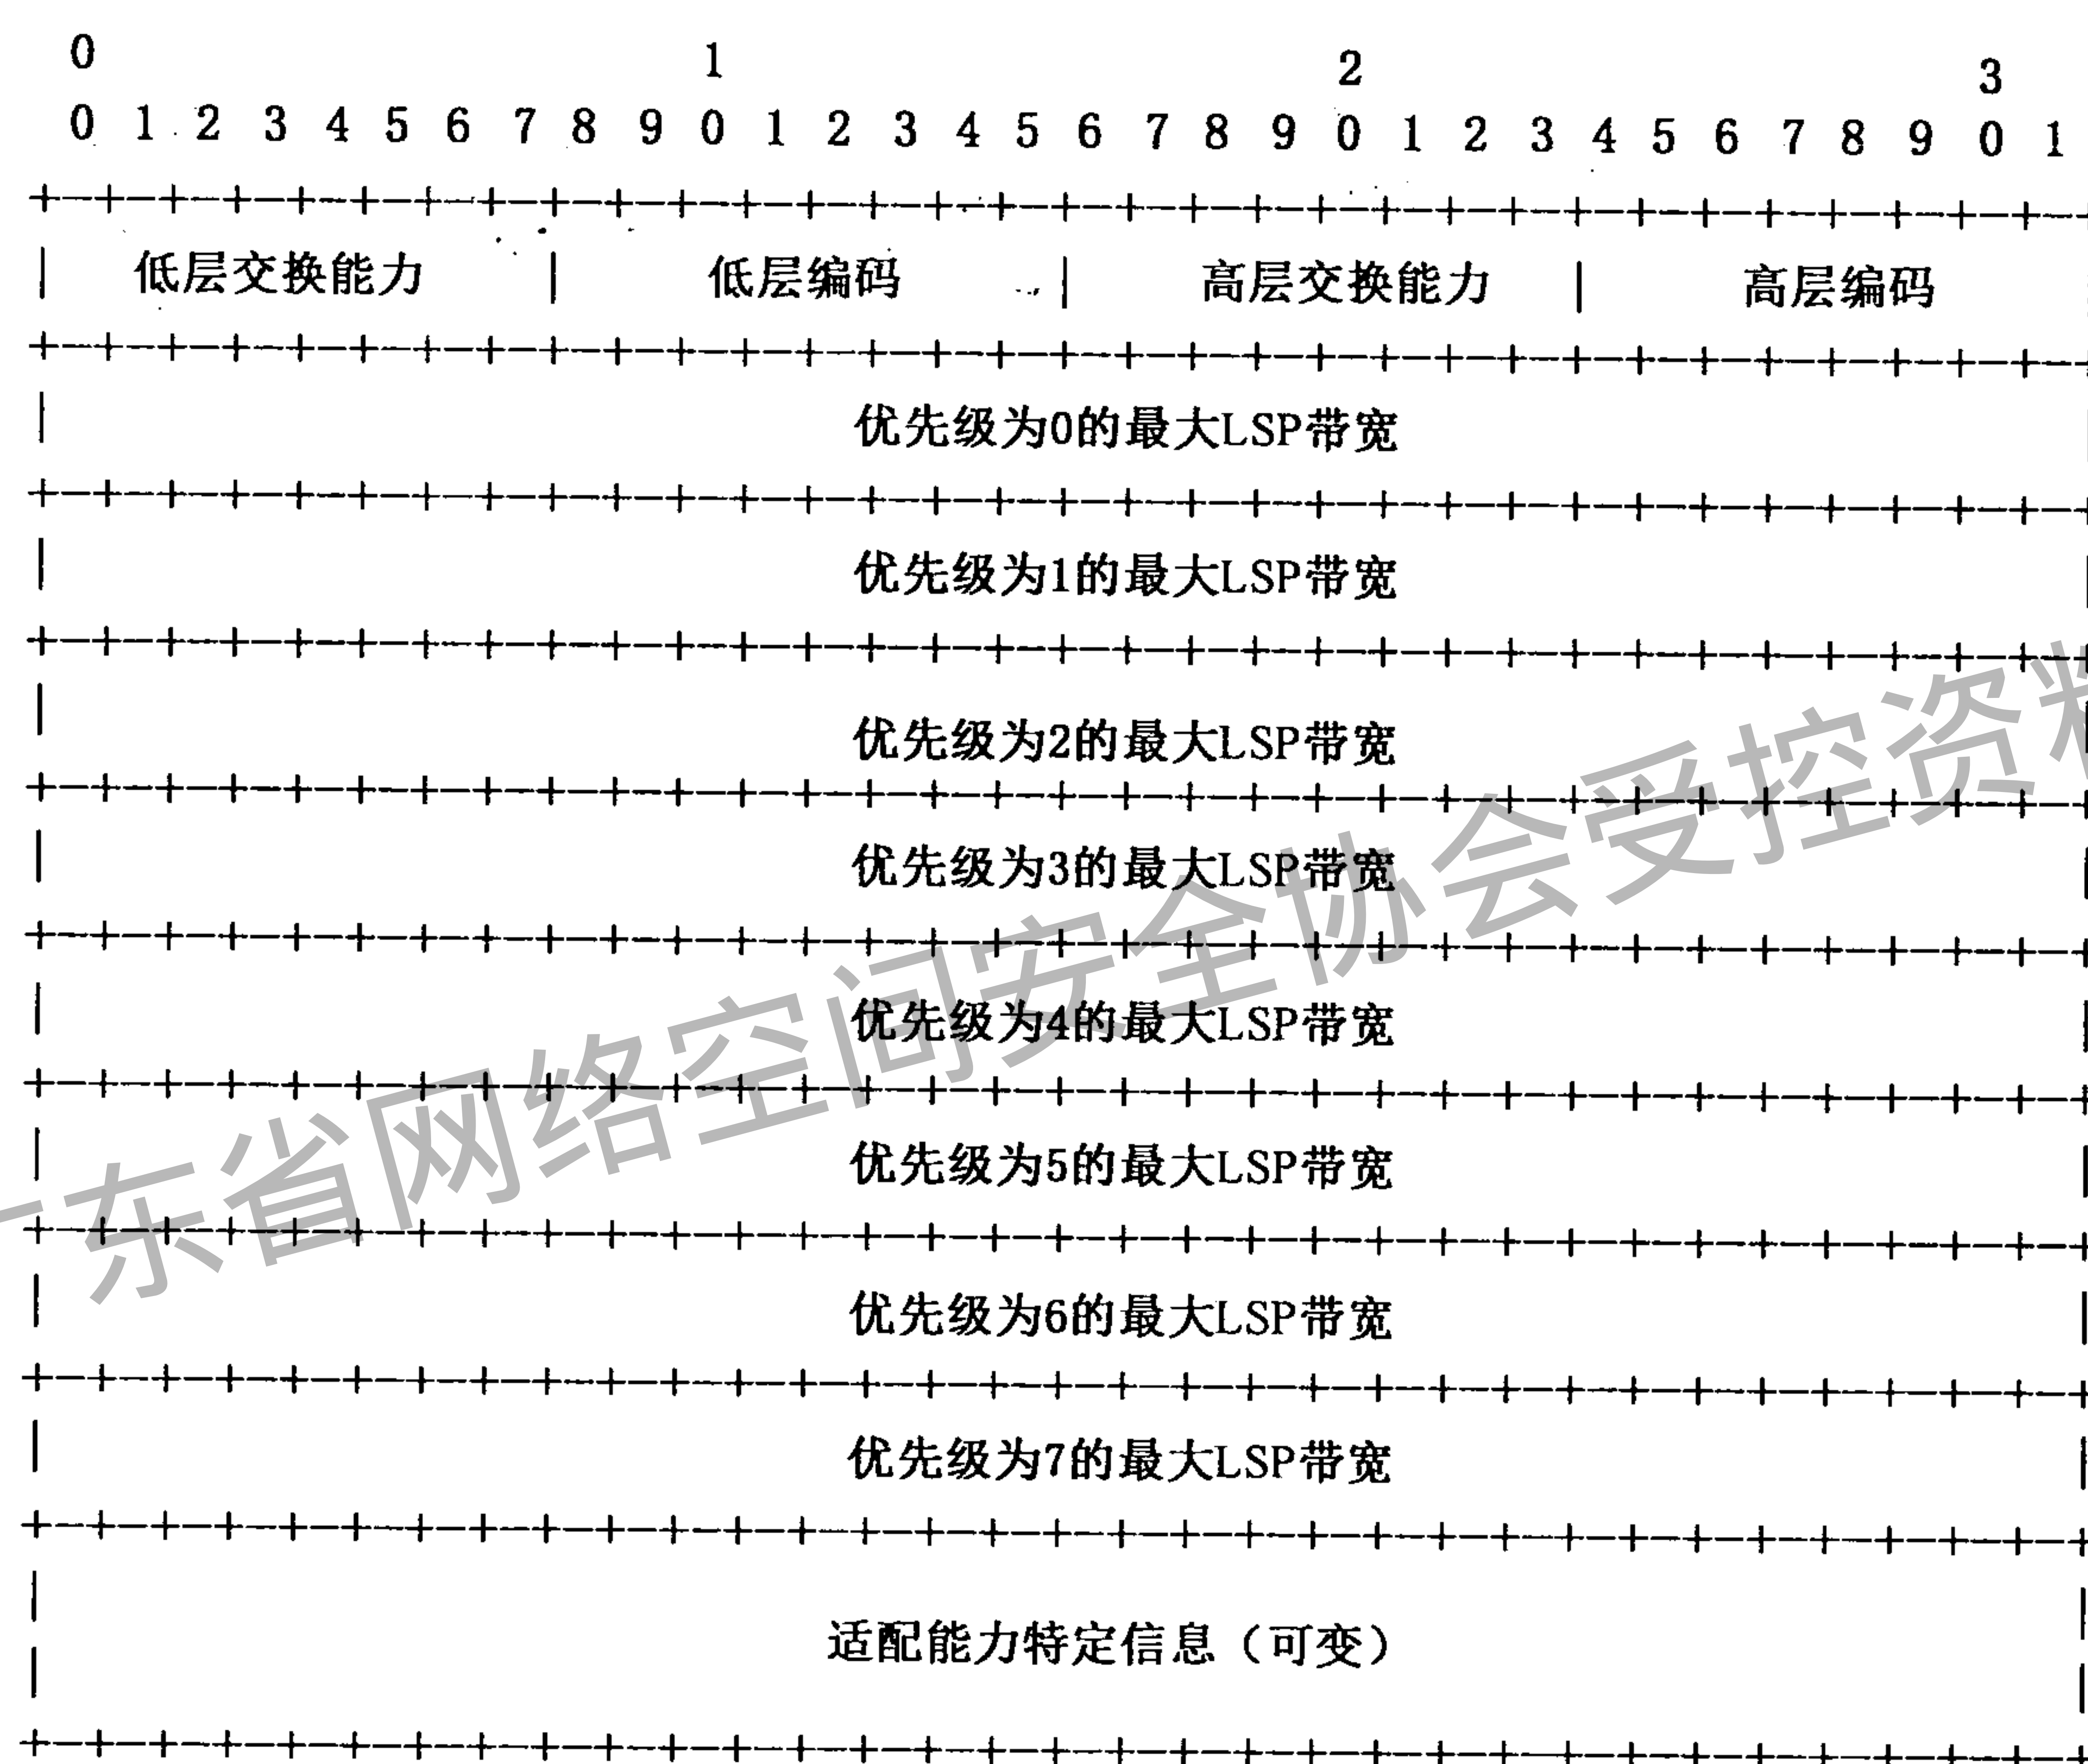 0 1 2 3
0 1 2 3 4 5 6 7 8 9 0 1 2 3 4 5 6 7 8 9 0 1 2 3 4 5 6 7 8 9 0 1
+-+-+-+-+-+-+-+-+-+-+-+-+-+-+-+-+-+-+-+-+-+-+-+-+-+-+-+-+-+-+-+-+
| 低层交换能力 | 低层编码 | 高层交换能力 | 高层编码
+-+-+-+-+-+-+-+-+-+-+-+-+-+-+-+-+-+-+-+-+-+-+-+-+-+-+-+-+-+-+-+-+
| 优先级为0的最大LSP带宽 |
+-+-+-+-+-+-+-+-+-+-+-+-+-+-+-+-+-+-+-+-+-+-+-+-+-+-+-+-+-+-+-+-+
| 优先级为1的最大LSP带宽 |
+-+-+-+-+-+-+-+-+-+-+-+-+-+-+-+-+-+-+-+-+-+-+-+-+-+-+-+-+-+-+-+-+
| 优先级为2的最大LSP带宽 |
+-+-+-+-+-+-+-+-+-+-+-+-+-+-+-+-+-+-+-+-+-+-+-+-+-+-+-+-+-+-+-+-+
| 优先级为3的最大LSP带宽 |
+-+-+-+-+-+-+-+-+-+-+-+-+-+-+-+-+-+-+-+-+-+-+-+-+-+-+-+-+-+-+-+-+
| 优先级为4的最大LSP带宽 |
+-+-+-+-+-+-+-+-+-+-+-+-+-+-+-+-+-+-+-+-+-+-+-+-+-+-+-+-+-+-+-+-+
| 优先级为5的最大LSP带宽 |
+-+-+-+-+-+-+-+-+-+-+-+-+-+-+-+-+-+-+-+-+-+-+-+-+-+-+-+-+-+-+-+-+
| 优先级为6的最大LSP带宽 |
+-+-+-+-+-+-+-+-+-+-+-+-+-+-+-+-+-+-+-+-+-+-+-+-+-+-+-+-+-+-+-+-+
| 优先级为7的最大LSP带宽 |
+-+-+-+-+-+-+-+-+-+-+-+-+-+-+-+-+-+-+-+-+-+-+-+-+-+-+-+-+-+-+-+-+
| 适配能力特定信息（可变） |
+-+-+-+-+-+-+-+-+-+-+-+-+-+-+-+-+-+-+-+-+-+-+-+-+-+-+-+-+-+-+-+-+
东省网络空间安全协会受控资料